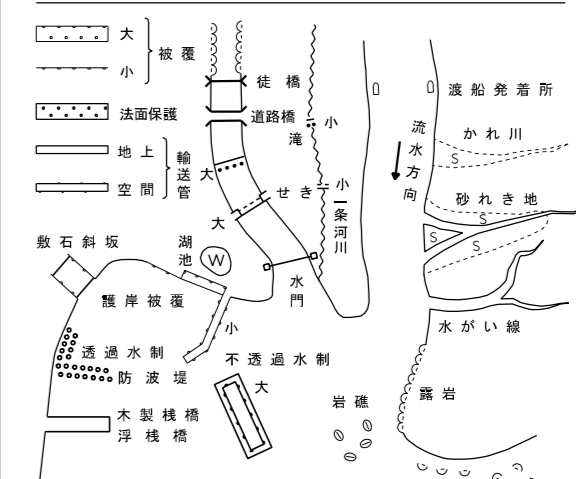 大
小
被覆
法面保護
地上
空間
輸送管
徒橋
道路橋
小
滝
大
せき
小
大
一条河川
渡船発着所
流水方向
かれ川
S
砂れき地
S
S
S
敷石斜坂
湖池
W
水門
護岸被覆
小
水がい線
透過水制
不透過水制
防波堤
大
岩礁
露岩
木製桟橋
浮桟橋